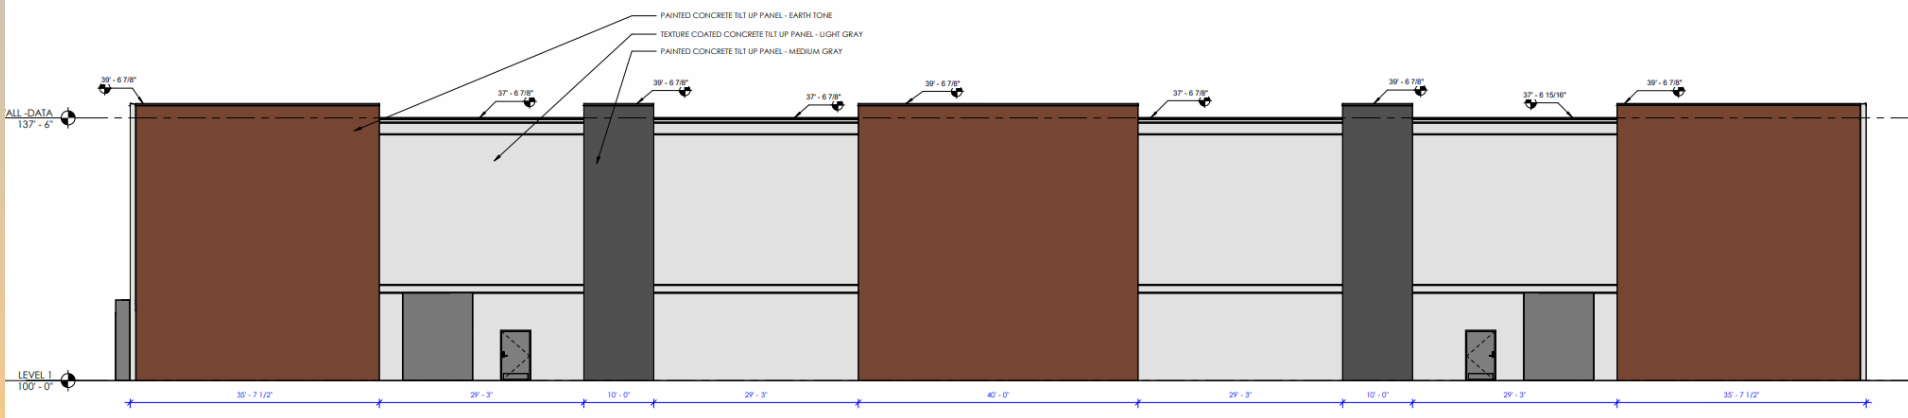 PAINTED CONCRETE TILT UP PANEL - EARTH TONE
TEXTURE COATED CONCRETE TILT UP PANEL - LIGHT GRAY
PAINTED CONCRETE TILT UP PANEL - MEDIUM GRAY
39' - 6 7/8"
37' - 6 7/8"
39' - 6 7/8"
37' - 6 7/8"
39' - 6 7/8"
37' - 6 7/8"
39' - 6 7/8"
37' - 6 15/16"
39' - 6 7/8"
ALL -DATA
137' - 6"
LEVEL 1
100' - 0"
35' - 7 1/2"
29' - 3"
10' - 0"
29' - 3"
40' - 0"
29' - 3"
10' - 0"
29' - 3"
35' - 7 1/2"